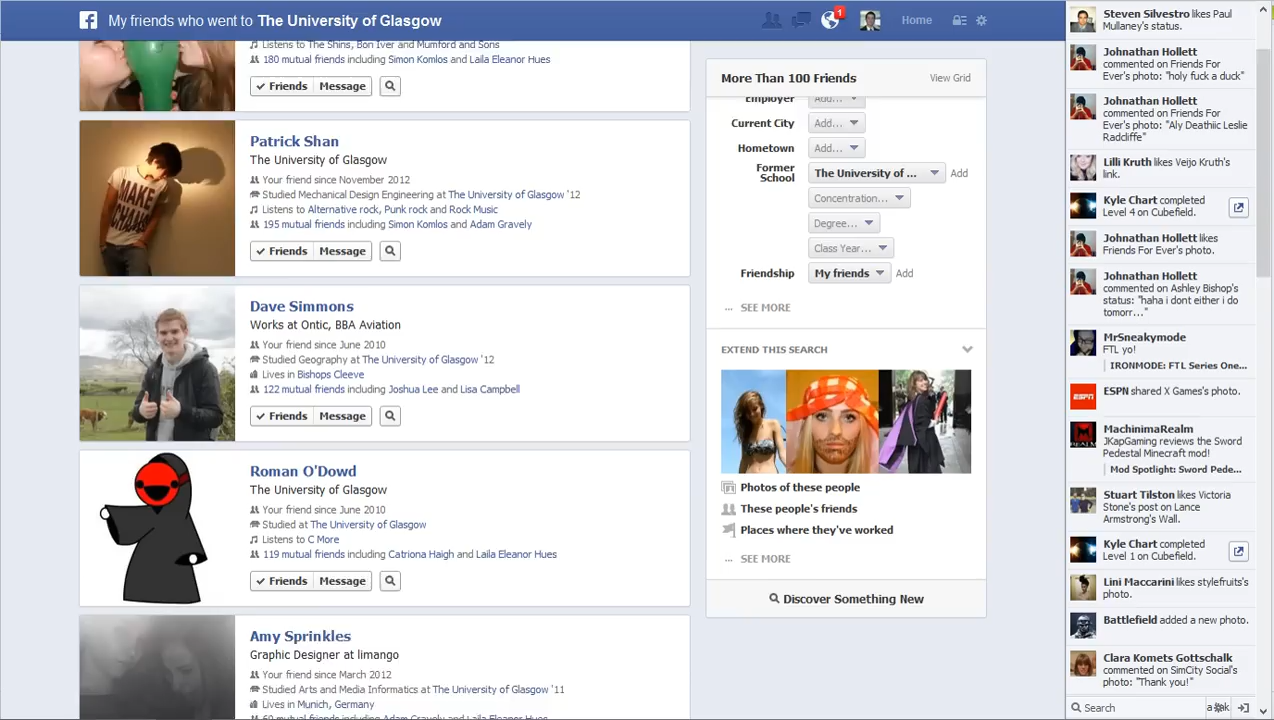 My friends who went to The University of Glasgow
1
Home
Listens to The Shins, Bon Iver and Mumford and Sons
180 mutual friends including Simon Komlos and Laila Eleanor Hues
Friends Message
Patrick Shan
The University of Glasgow
Your friend since November 2012
Studied Mechanical Design Engineering at The University of Glasgow '12
Listens to Alternative rock, Punk rock and Rock Music
195 mutual friends including Simon Komlos and Adam Gravely
Friends Message
MAKE
Dave Simmons
Works at Ontic, BBA Aviation
Your friend since June 2010
Studied Geography at The University of Glasgow '12
Lives in Bishops Cleeve
122 mutual friends including Joshua Lee and Lisa Campbell
Friends Message
Roman O'Dowd
The University of Glasgow
Your friend since June 2010
Studied at The University of Glasgow
Listens to C More
119 mutual friends including Catriona Haigh and Laila Eleanor Hues
Friends Message
Amy Sprinkles
Graphic Designer at limango
Your friend since March 2012
Studied Arts and Media Informatics at The University of Glasgow '11
Lives in Munich, Germany
69 mutual friends including Adam Gravely and Laila Eleanor Hues
More Than 100 Friends View Grid
Employer Add...
Current City Add...
Hometown Add...
Former School The University of ... Add
Concentration...
Degree...
Class Year...
Friendship My friends Add
... SEE MORE
EXTEND THIS SEARCH
Photos of these people
These people's friends
Places where they've worked
... SEE MORE
Discover Something New
Steven Silvestro likes Paul
Mullaney's status.
Johnathan Hollett
commented on Friends For
Ever's photo: "holy fuck a duck"
Johnathan Hollett
commented on Friends For
Ever's photo: "Aly Deathiic Leslie
Radcliffe"
Lilli Kruth likes Veijo Kruth's
link.
Kyle Chart completed
Level 4 on Cubefield.
Johnathan Hollett likes
Friends For Ever's photo.
Johnathan Hollett
commented on Ashley Bishop's
status: "haha i dont either i do
tomorr..."
MrSneakymode
FTL yo!
IRONMODE: FTL Series One...
ESPN shared X Games's photo.
MachinimaRealm
JKapGaming reviews the Sword
Pedestal Minecraft mod!
Mod Spotlight: Sword Pede...
Stuart Tilston likes Victoria
Stone's post on Lance
Armstrong's Wall.
Kyle Chart completed
Level 1 on Cubefield.
Lini Maccarini likes stylefruits's
photo.
Battlefield added a new photo.
Clara Komets Gottschalk
commented on SimCity Social's
photo: "Thank you!"
Search